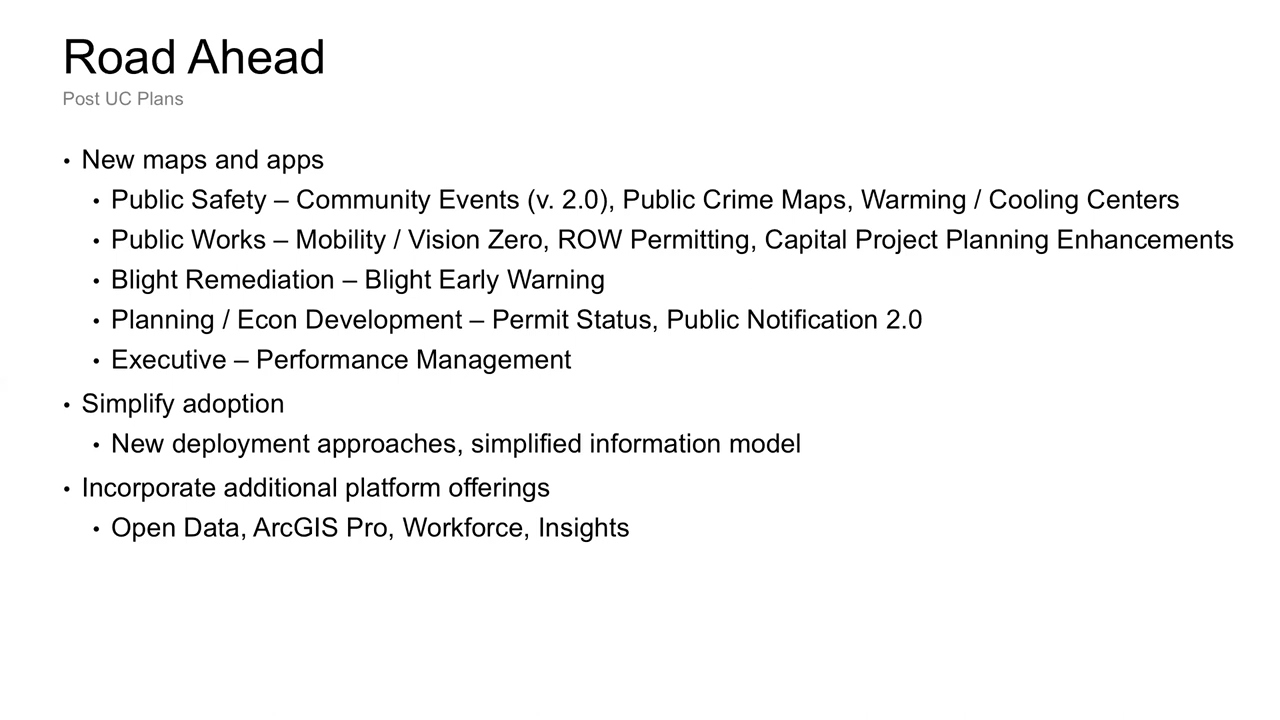 Road Ahead
Post UC Plans
• New maps and apps
• Public Safety – Community Events (v. 2.0), Public Crime Maps, Warming / Cooling Centers
• Public Works – Mobility / Vision Zero, ROW Permitting, Capital Project Planning Enhancements
• Blight Remediation – Blight Early Warning
• Planning / Econ Development – Permit Status, Public Notification 2.0
• Executive – Performance Management
• Simplify adoption
• New deployment approaches, simplified information model
• Incorporate additional platform offerings
• Open Data, ArcGIS Pro, Workforce, Insights